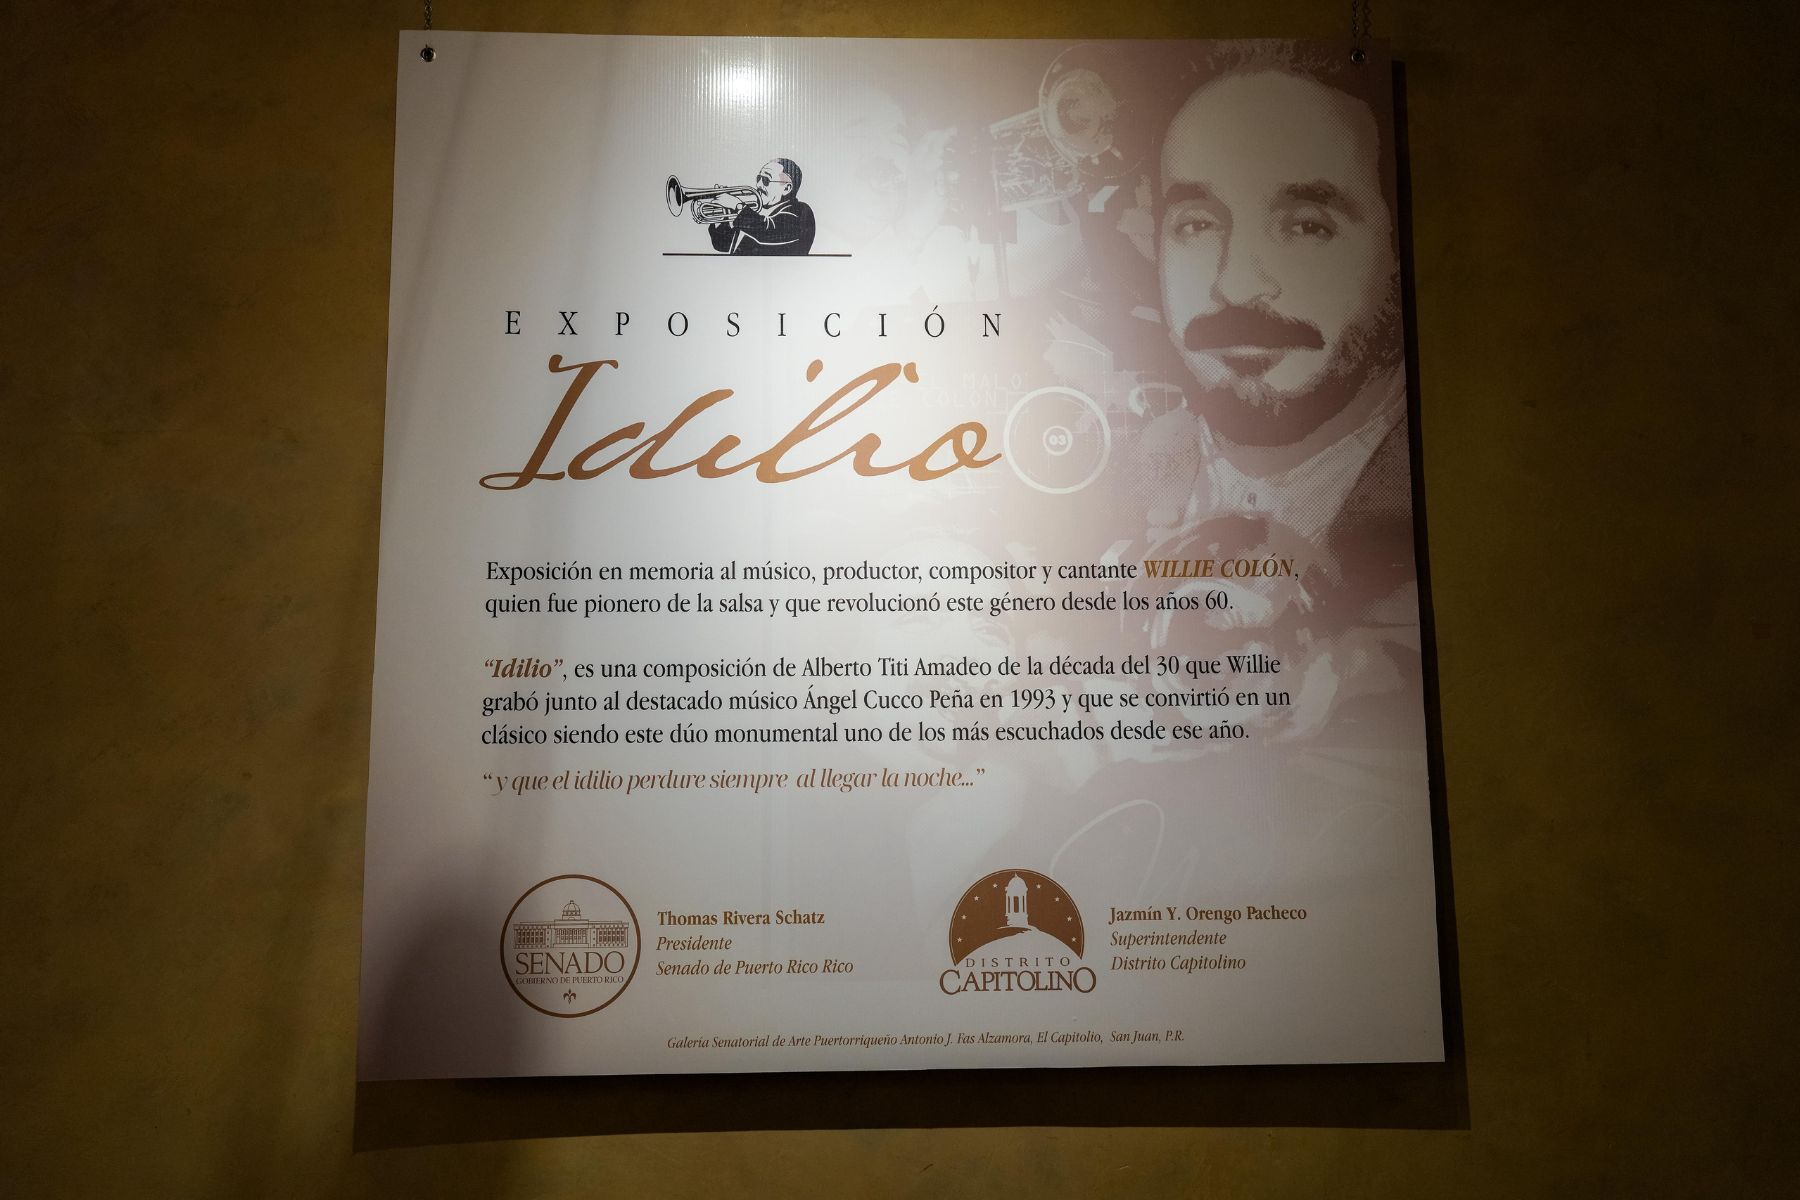 EXPOSICIÓN
Idilio
EL MALO
COLON
03
Exposición en memoria al músico, productor, compositor y cantante WILLIE COLÓN,
quien fue pionero de la salsa y que revolucionó este género desde los años 60.
“Idilio”, es una composición de Alberto Titi Amadeo de la década del 30 que Willie
grabó junto al destacado músico Ángel Cucco Peña en 1993 y que se convirtió en un
clásico siendo este dúo monumental uno de los más escuchados desde ese año.
“y que el idilio perdure siempre al llegar la noche...”
SENADO
GOBIERNO DE PUERTO RICO
Thomas Rivera Schatz
Presidente
Senado de Puerto Rico Rico
DISTRITO
CAPITOLINO
Jazmín Y. Orengo Pacheco
Superintendente
Distrito Capitolino
Galería Senatorial de Arte Puertorriqueño Antonio J. Fas Alzamora, El Capitolio, San Juan, P.R.